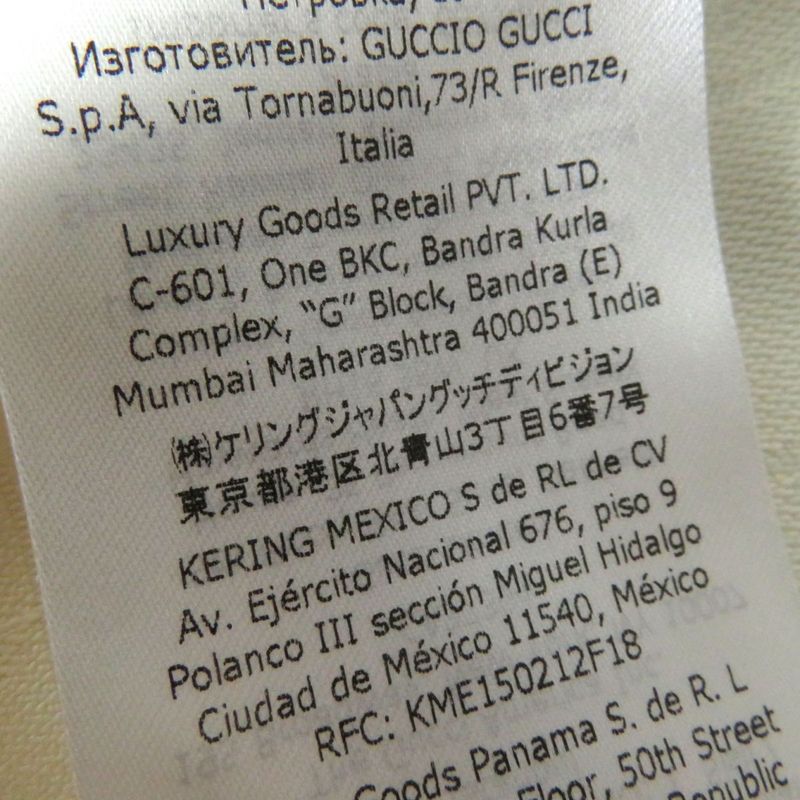 Петровка,
Изготовитель: GUCCIO GUCCI
S.p.A, via Tornabuoni,73/R Firenze,
Italia
Luxury Goods Retail PVT. LTD.
C-601, One BKC, Bandra Kurla
Complex, “G” Block, Bandra (E)
Mumbai Maharashtra 400051 India
㈱ケリングジャパングッチディビジョン
東京都港区北青山3丁目6番7号
KERING MEXICO S de RL de CV
Av. Ejército Nacional 676, piso 9
Polanco III sección Miguel Hidalgo
Ciudad de México 11540, México
RFC: KME150212F18
Goods Panama S. de R. L
Floor, 50th Street
Republic